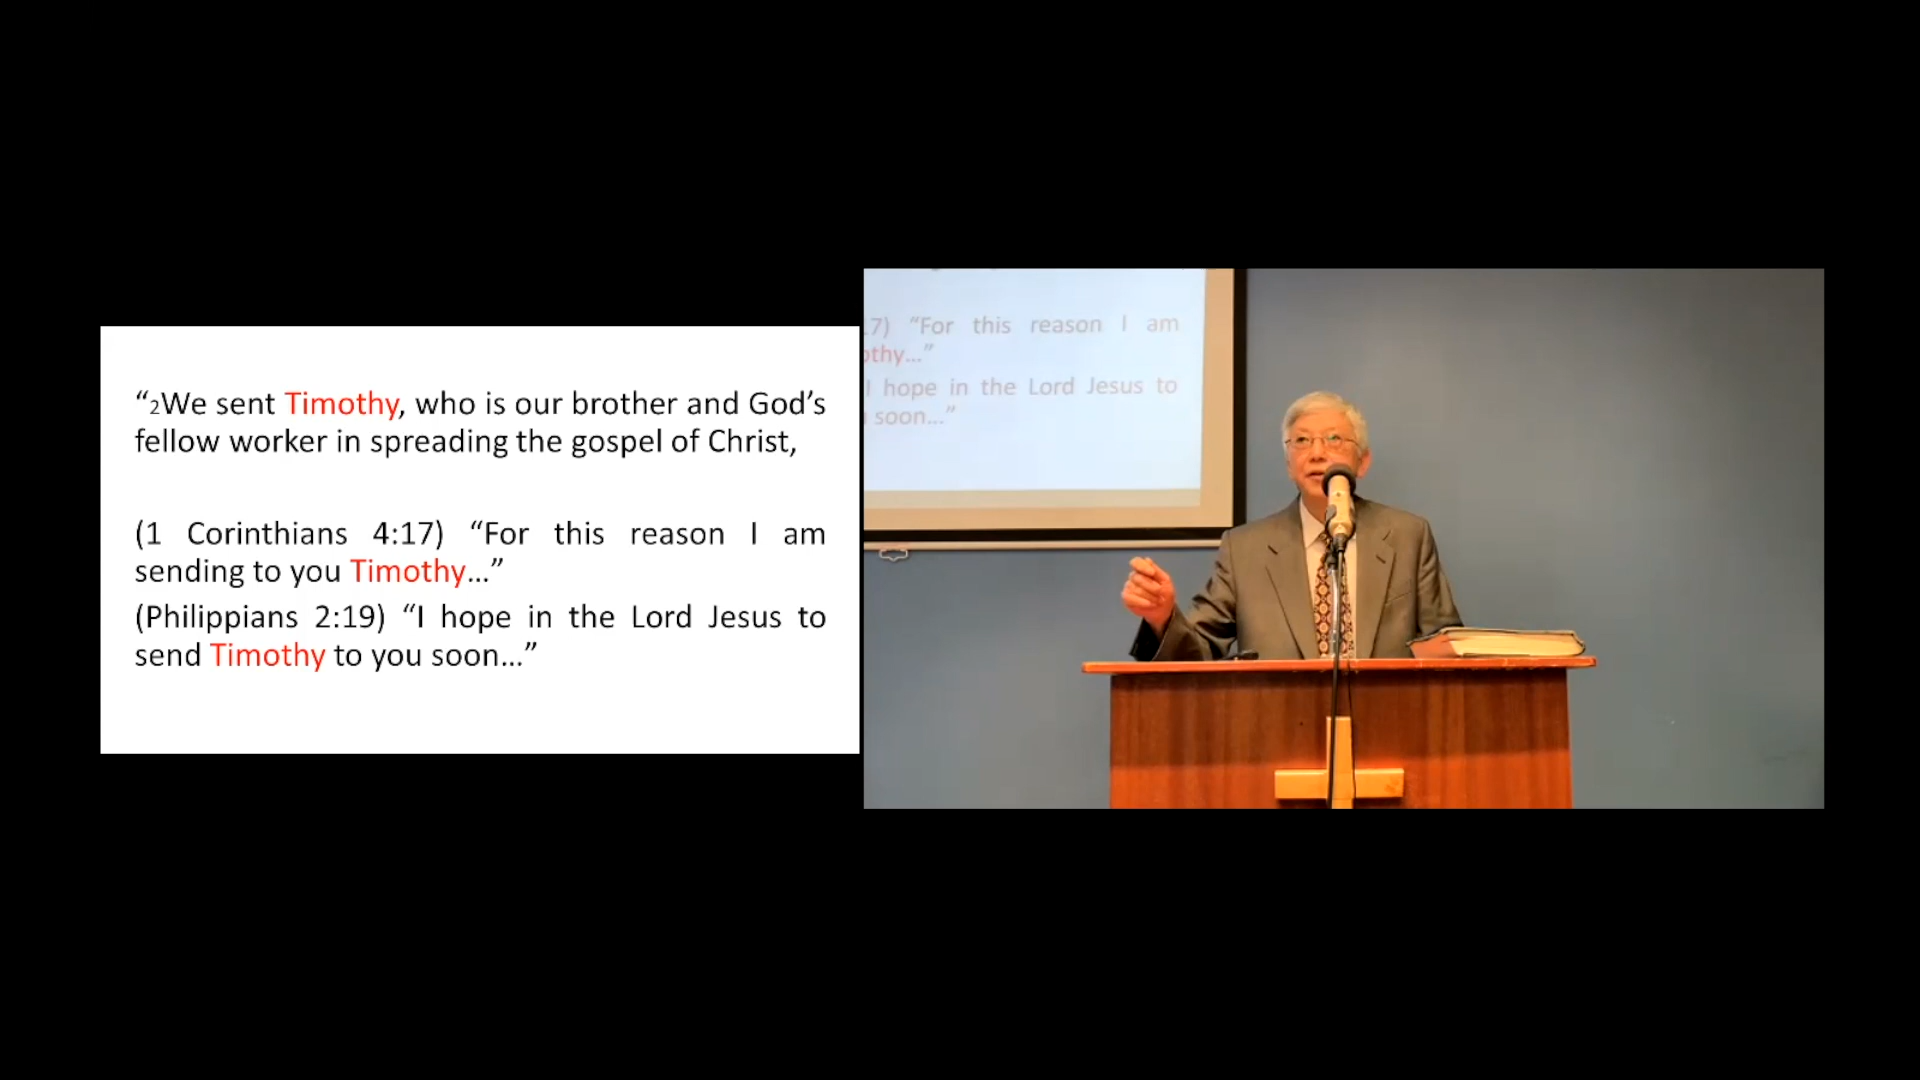 “2We sent Timothy, who is our brother and God’s
fellow worker in spreading the gospel of Christ,
(1 Corinthians 4:17) “For this reason I am
sending to you Timothy...”
(Philippians 2:19) “I hope in the Lord Jesus to
send Timothy to you soon...”
17) “For this reason I am
othy...”
I hope in the Lord Jesus to
soon...”